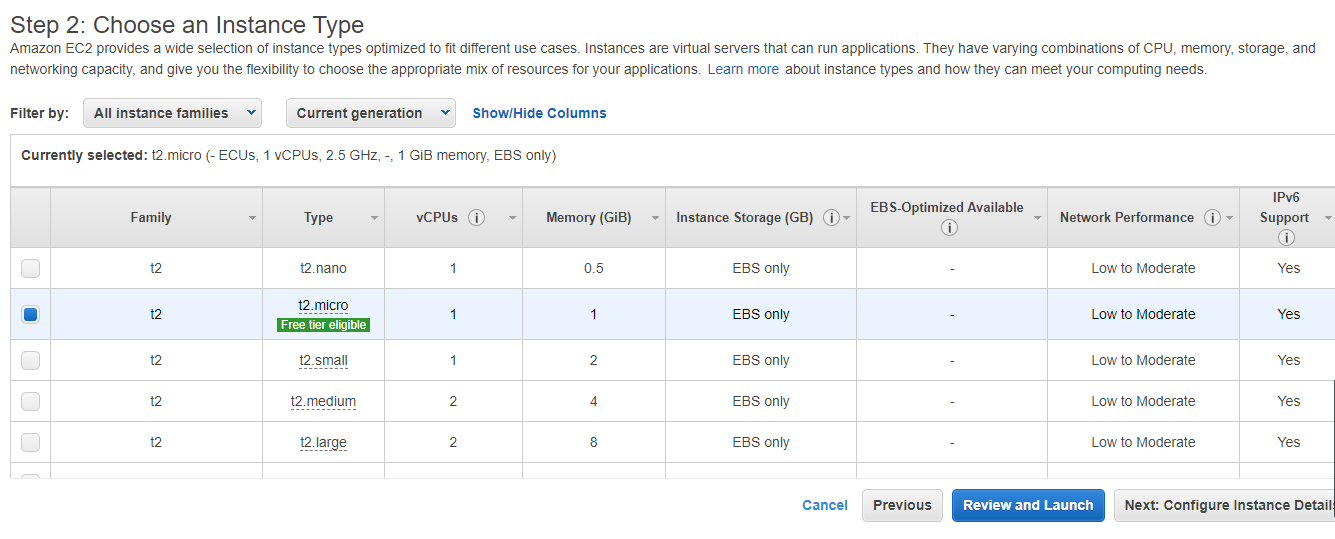 Step 2: Choose an Instance Type
Amazon EC2 provides a wide selection of instance types optimized to fit different use cases. Instances are virtual servers that can run applications. They have varying combinations of CPU, memory, storage, and
networking capacity, and give you the flexibility to choose the appropriate mix of resources for your applications. Learn more about instance types and how they can meet your computing needs.
Filter by: All instance families Current generation Show/Hide Columns
Currently selected: t2.micro (- ECUs, 1 vCPUs, 2.5 GHz, -, 1 GiB memory, EBS only)
Family Type vCPUs i Memory (GiB) Instance Storage (GB) i EBS-Optimized Available i Network Performance i IPv6 Support i
t2 t2.nano 1 0.5 EBS only - Low to Moderate Yes
t2 t2.micro Free tier eligible 1 1 EBS only - Low to Moderate Yes
t2 t2.small 1 2 EBS only - Low to Moderate Yes
t2 t2.medium 2 4 EBS only - Low to Moderate Yes
t2 t2.large 2 8 EBS only - Low to Moderate Yes
Cancel Previous Review and Launch Next: Configure Instance Details